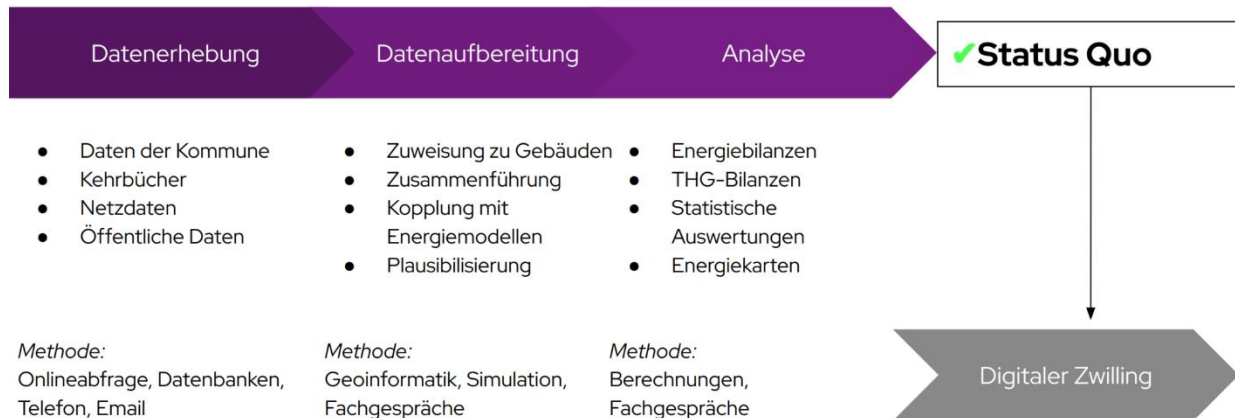 Datenerhebung
Datenaufbereitung
Analyse
✔Status Quo
● Daten der Kommune
● Kehrbücher
● Netzdaten
● Öffentliche Daten
● Zuweisung zu Gebäuden
● Zusammenführung
● Kopplung mit
Energiemodellen
● Plausibilisierung
● Energiebilanzen
● THG-Bilanzen
● Statistische
Auswertungen
● Energiekarten
Methode:
Onlineabfrage, Datenbanken,
Telefon, Email
Methode:
Geoinformatik, Simulation,
Fachgespräche
Methode:
Berechnungen,
Fachgespräche
Digitaler Zwilling